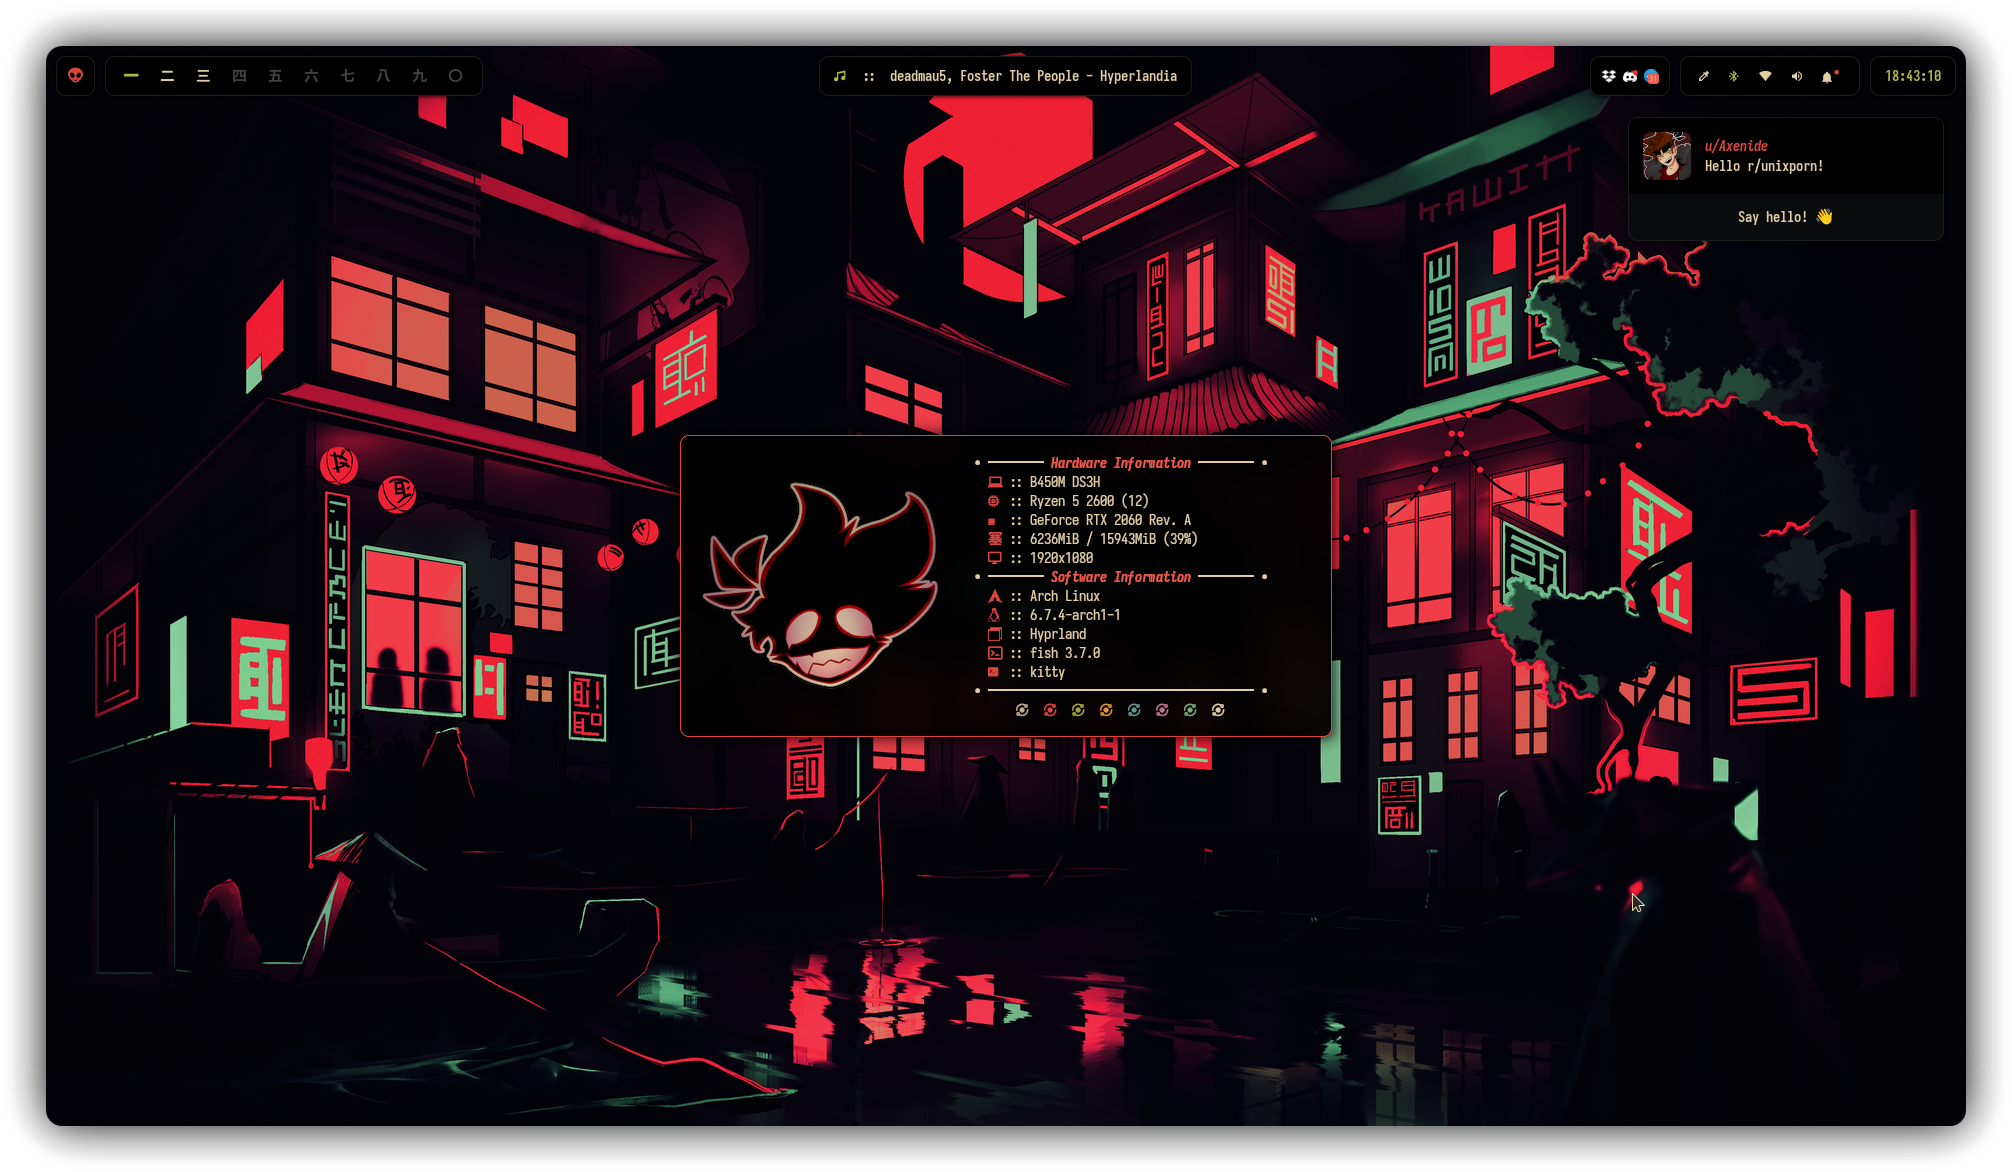 一 二 三 四 五 六 七 八 九 〇
:: deadmau5, Foster The People - Hyperlandia
31
18:43:10
u/Axenide
Hello r/unixporn!
Say hello! 👋
Hardware Information
:: B450M DS3H
:: Ryzen 5 2600 (12)
:: GeForce RTX 2060 Rev. A
:: 6236MiB / 15943MiB (39%)
:: 1920x1080
Software Information
:: Arch Linux
:: 6.7.4-arch1-1
:: Hyprland
:: fish 3.7.0
:: kitty